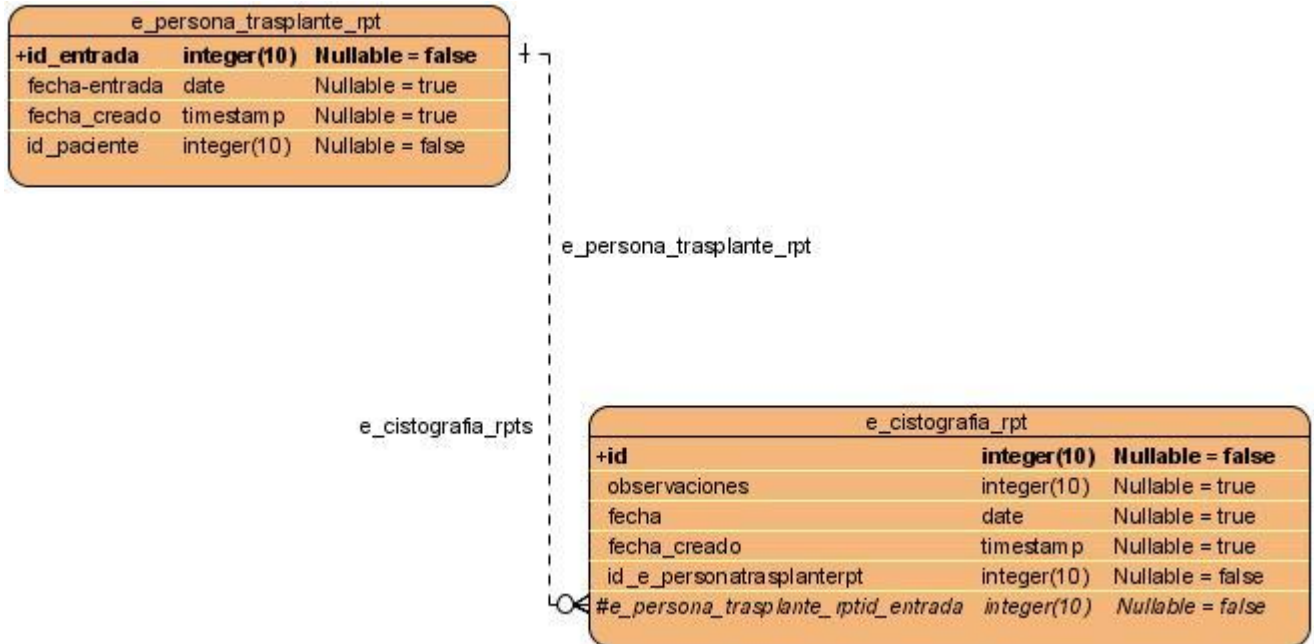 e_persona_trasplante_rpt
+id_entrada integer(10) Nullable = false
fecha-entrada date Nullable = true
fecha_creado timestamp Nullable = true
id_paciente integer(10) Nullable = false
e_persona_trasplante_rpt
e_cistografia_rpts
e_cistografia_rpt
+id integer(10) Nullable = false
observaciones integer(10) Nullable = true
fecha date Nullable = true
fecha_creado timestamp Nullable = true
id_e_personatrasplanterpt integer(10) Nullable = false
#e_persona_trasplante_rptid_entrada integer(10) Nullable = false